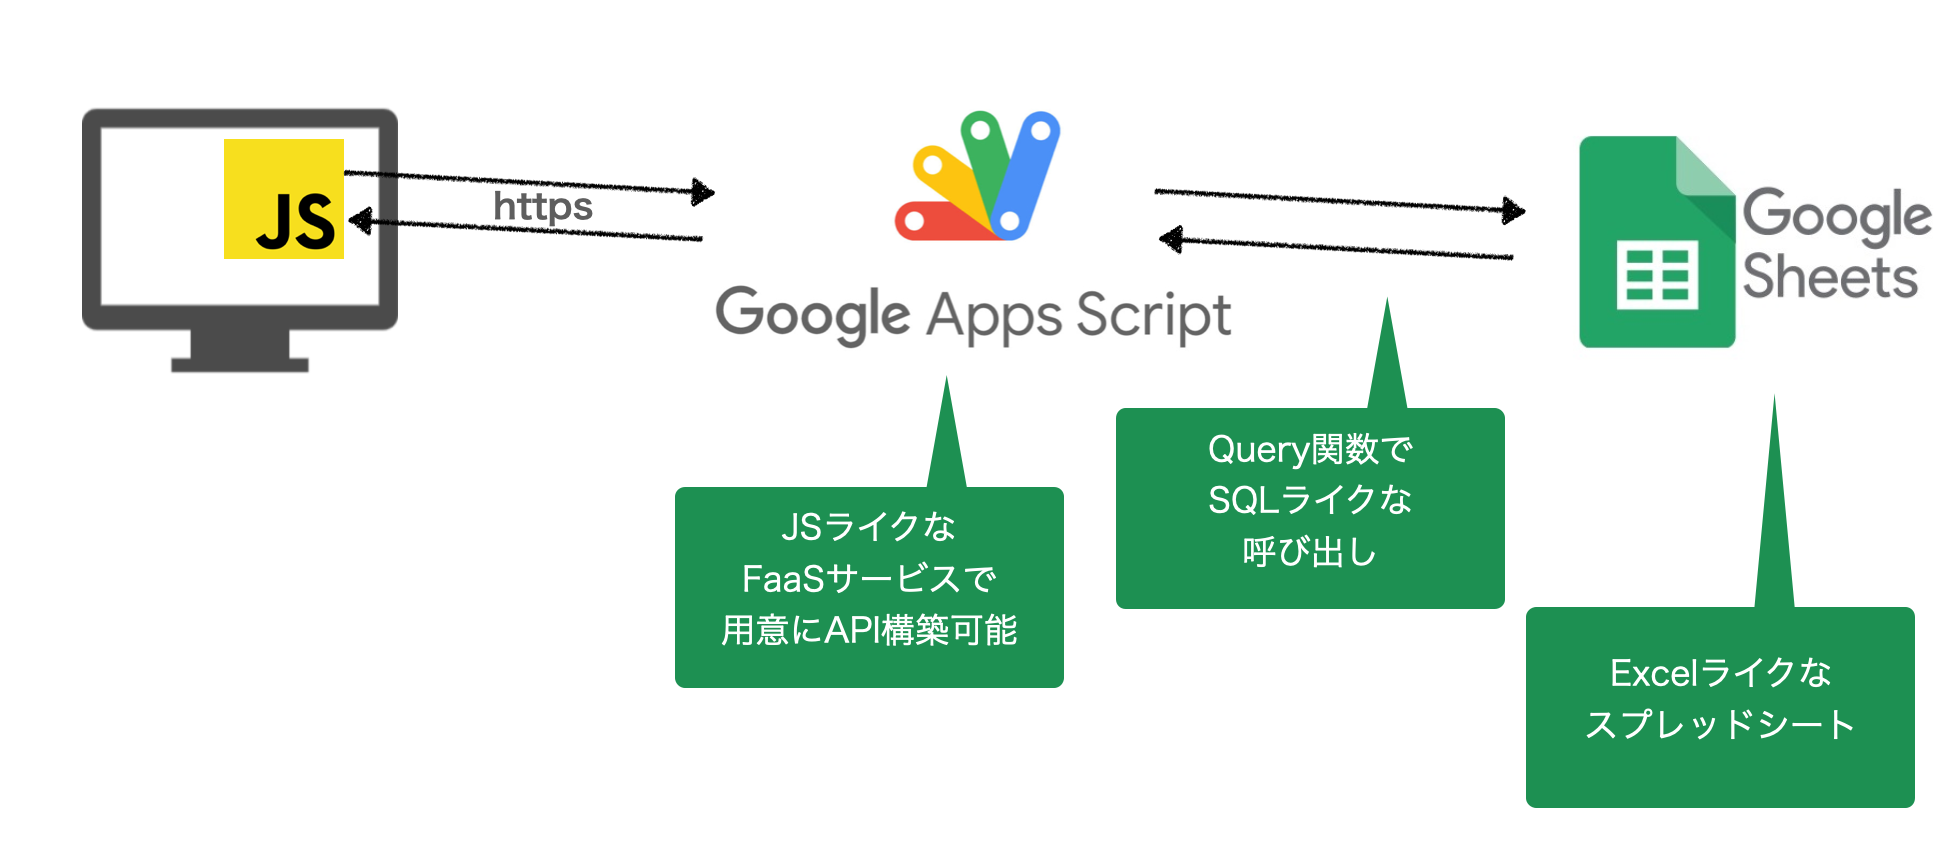 JS
https
Google Apps Script
Google
Sheets
JSライクな
FaaSサービスで
用意にAPI構築可能
Query関数で
SQLライクな
呼び出し
Excelライクな
スプレッドシート